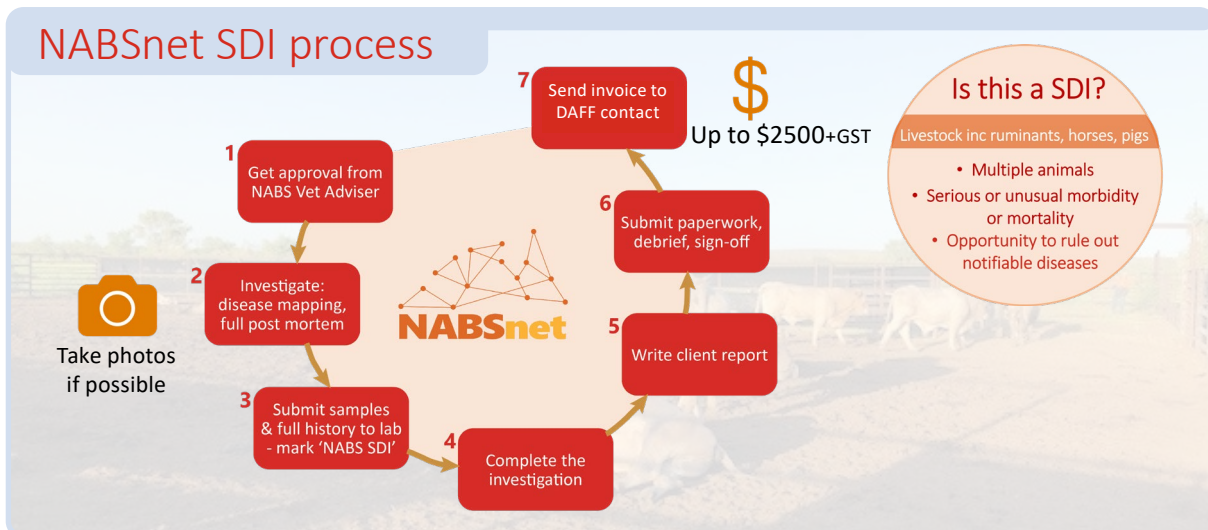 NABSnet SDI process
1
Get approval from
NABS Vet Adviser
2
Investigate:
disease mapping,
full post mortem
Take photos
if possible
3
Submit samples
& full history to lab
- mark ‘NABS SDI’
4
Complete the
investigation
5
Write client report
6
Submit paperwork,
debrief, sign-off
7
Send invoice to
DAFF contact
$
Up to $2500+GST
NABSnet
Is this a SDI?
Livestock inc ruminants, horses, pigs
• Multiple animals
• Serious or unusual morbidity
or mortality
• Opportunity to rule out
notifiable diseases